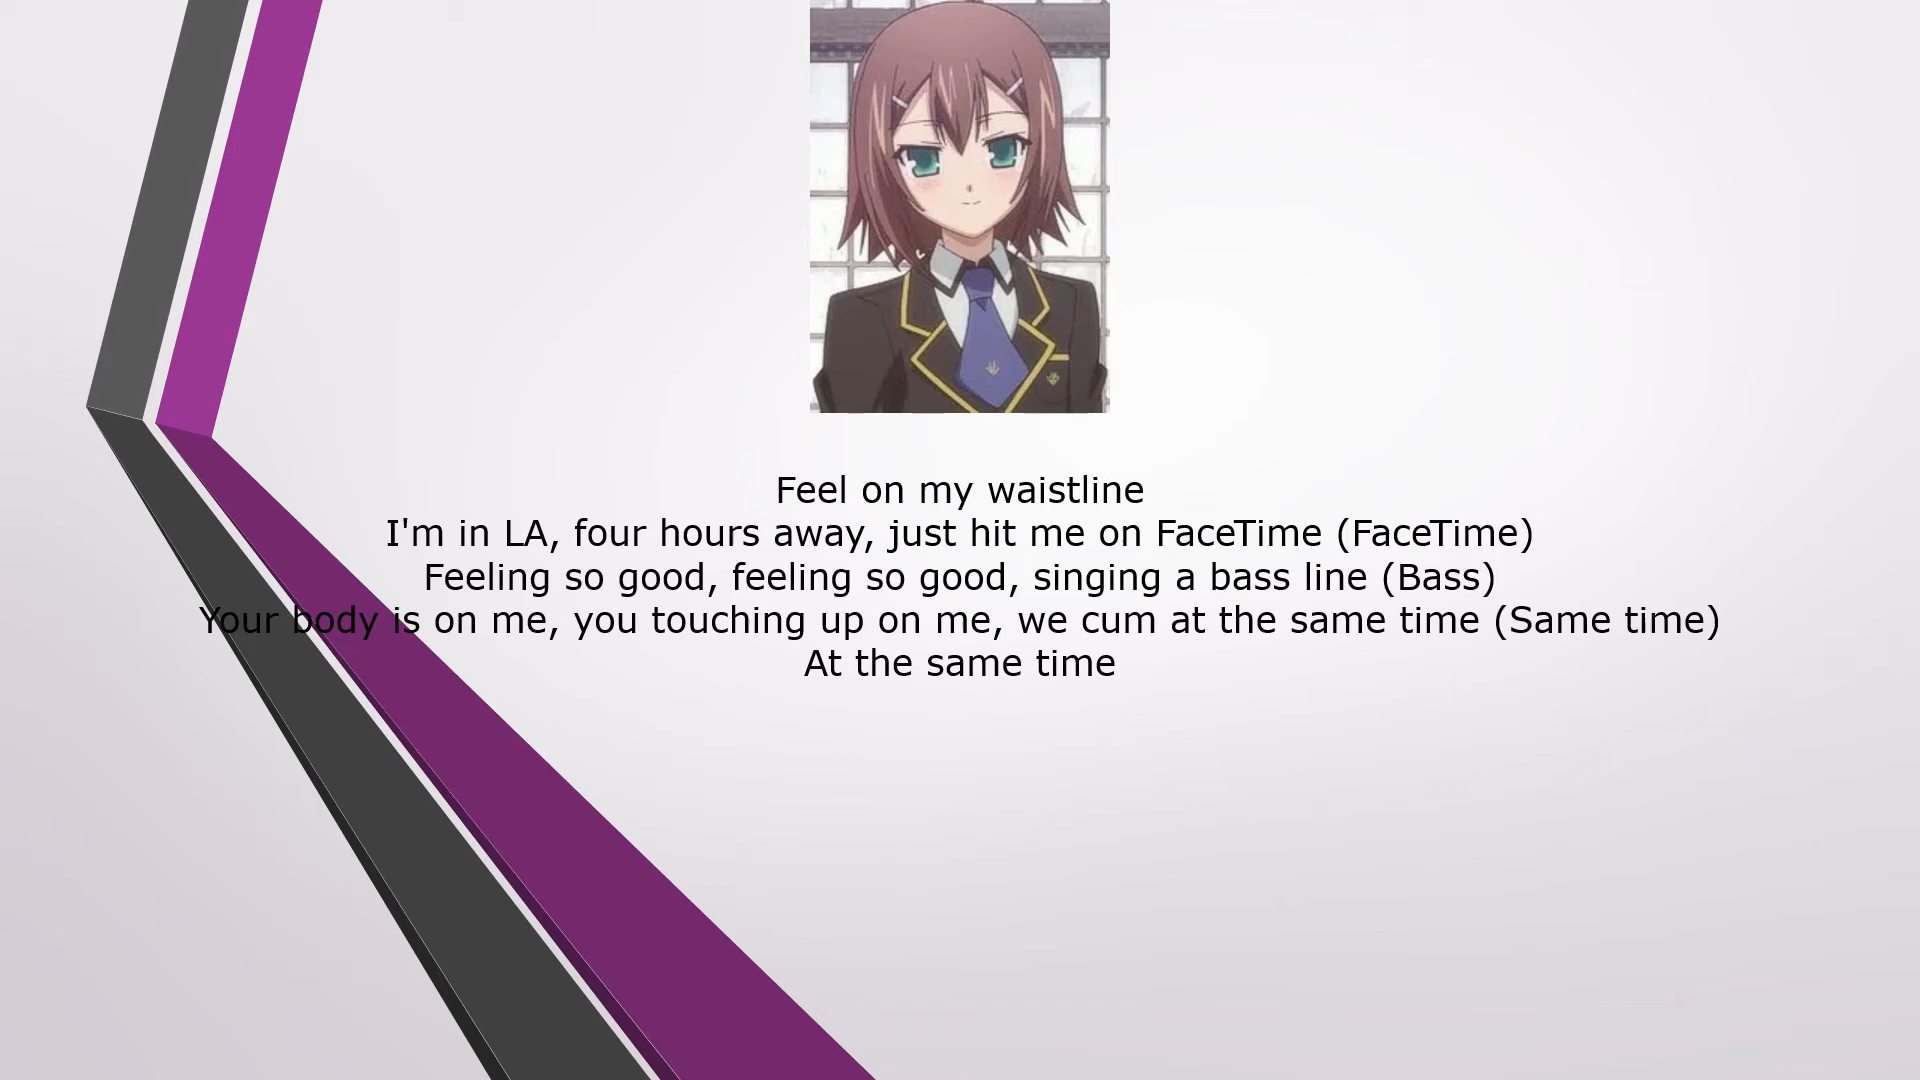 Feel on my waistline
I'm in LA, four hours away, just hit me on FaceTime (FaceTime)
Feeling so good, feeling so good, singing a bass line (Bass)
Your body is on me, you touching up on me, we cum at the same time (Same time)
At the same time